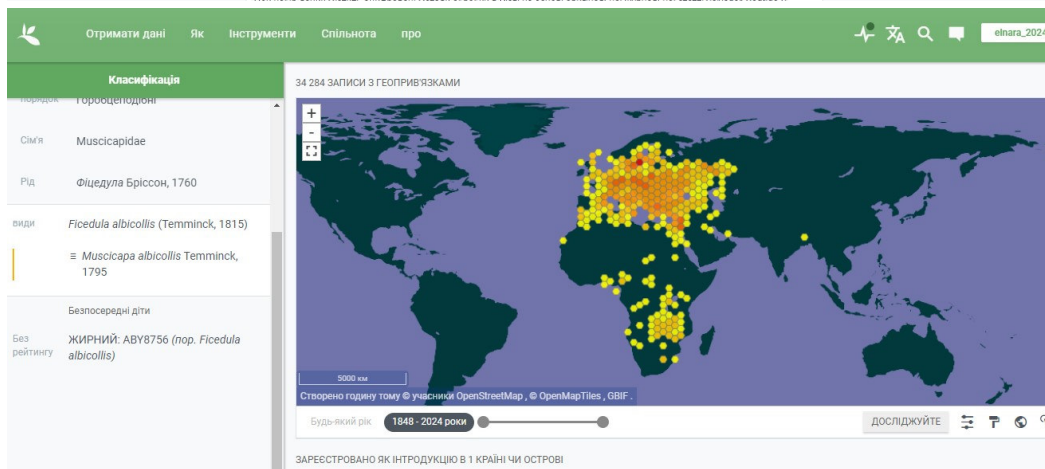 Отримати дані Як Інструменти Спільнота про
elnara_2024
Класифікація
порядок Горобцеподібні
Сім'я Muscicapidae
Рід Фіцедула Бріссон, 1760
види Ficedula albicollis (Temminck, 1815)
≡ Muscicapa albicollis Temminck,
1795
Безпосередні діти
Без
рейтингу
ЖИРНИЙ: ABY8756 (пор. Ficedula
albicollis)
34 284 ЗАПИСИ З ГЕОПРИВ'ЯЗКАМИ
+
-
5000 км
Створено годину тому © учасники OpenStreetMap , © OpenMapTiles , GBIF .
Будь-який рік 1848 - 2024 роки
ДОСЛІДЖУЙТЕ
ЗАРЕЄСТРОВАНО ЯК ІНТРОДУКЦІЮ В 1 КРАЇНІ ЧИ ОСТРОВІ